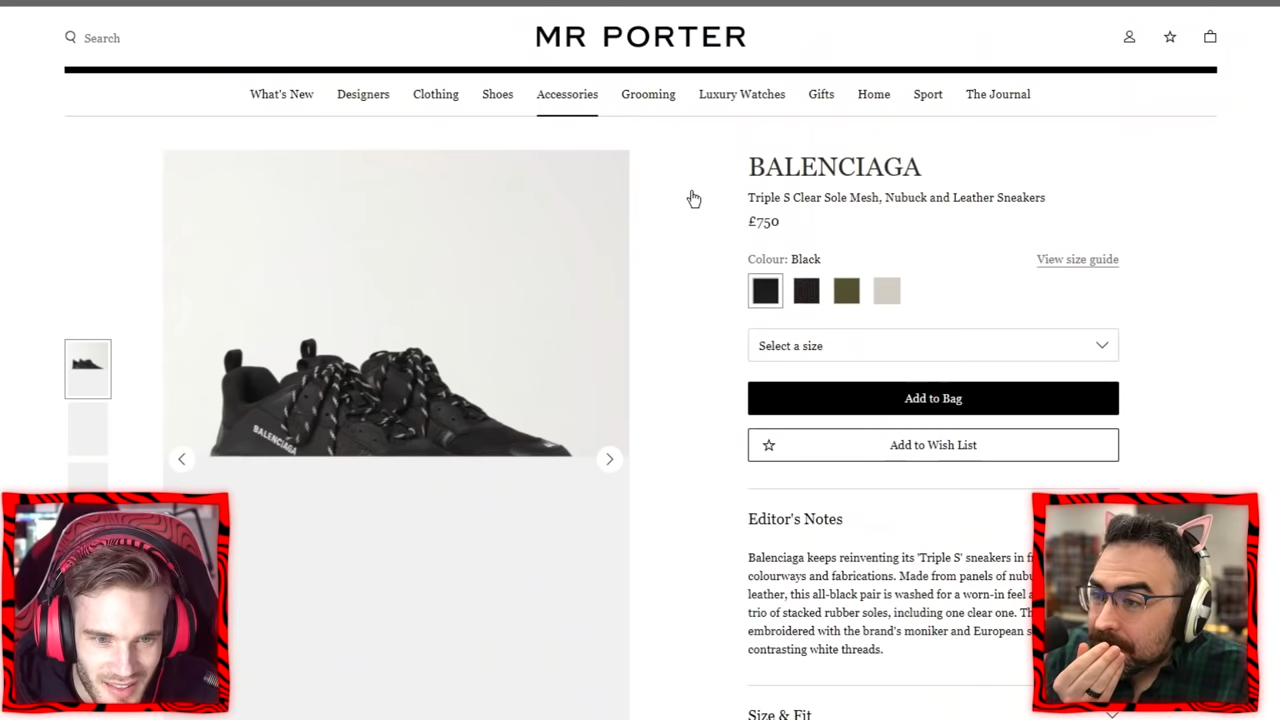 Search
MR PORTER
What's New Designers Clothing Shoes Accessories Grooming Luxury Watches Gifts Home Sport The Journal
BALENCIAGA
Triple S Clear Sole Mesh, Nubuck and Leather Sneakers
£750
Colour: Black
View size guide
Select a size
Add to Bag
Add to Wish List
BALENCIAGA
Editor's Notes
Balenciaga keeps reinventing its 'Triple S' sneakers in
colourways and fabrications. Made from panels of
leather, this all-black pair is washed for a worn-in feel
trio of stacked rubber soles, including one clear one.
embroidered with the brand's moniker and European
contrasting white threads.
Size & Fit